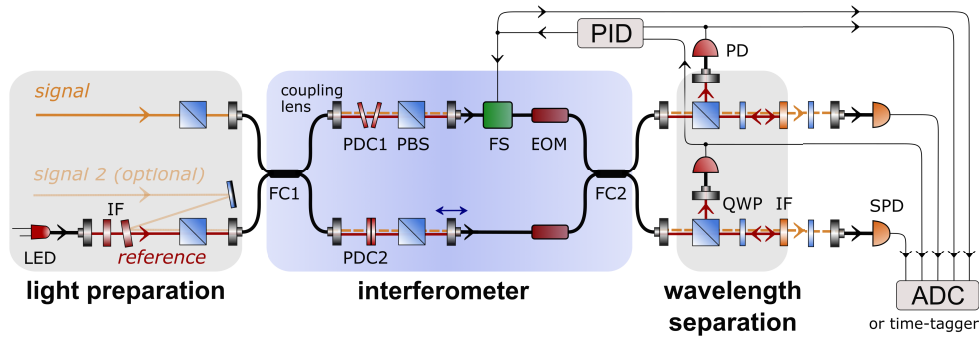 signal
signal 2 (optional)
IF
LED
reference
light preparation
coupling
lens
FC1
PDC1
PBS
PDC2
FS
EOM
FC2
interferometer
PID
PD
QWP
IF
SPD
wavelength
separation
ADC
or time-tagger